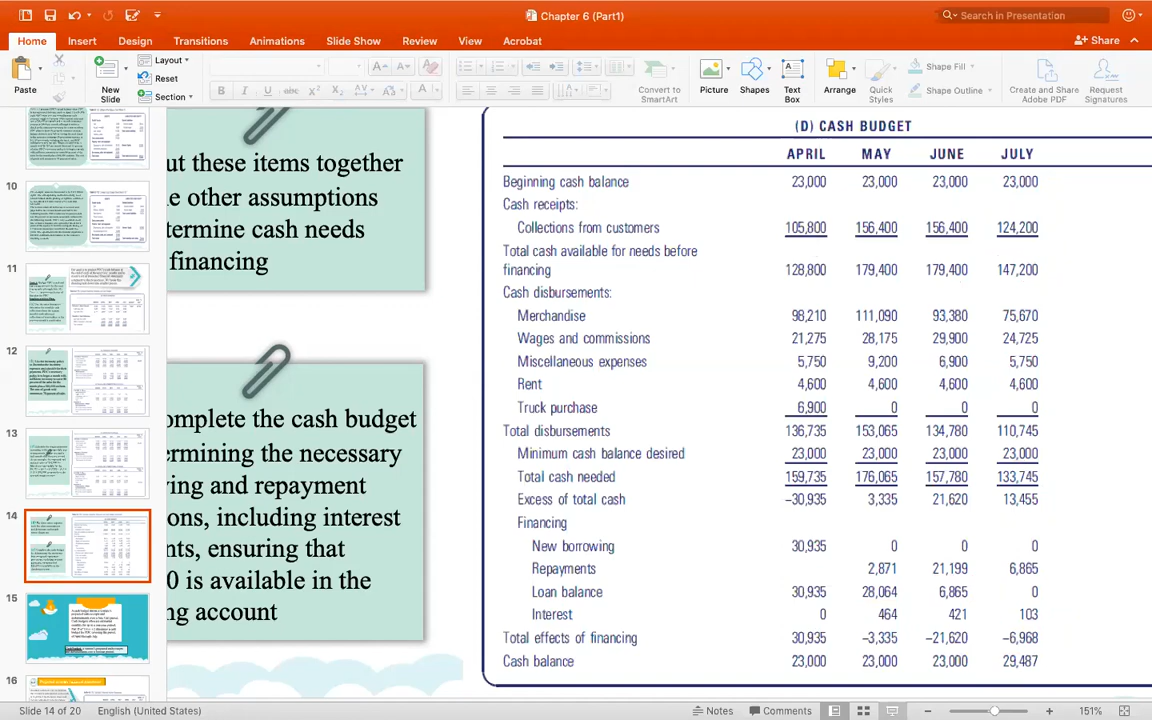 Chapter 6 (Part1)
Search in Presentation
Home Insert Design Transitions Animations Slide Show Review View Acrobat
Share
Paste
New Slide
Layout
Reset
Section
Convert to SmartArt
Picture
Shapes
Text Box
Arrange
Quick Styles
Shape Fill
Shape Outline
Create and Share Adobe PDF
Request Signatures
10
11
12
13
14
15
16
ut these items together
e other assumptions
termine cash needs
financing
omplete the cash budget
rmining the necessary
ing and repayment
ons, including interest
nts, ensuring that
0 is available in the
ng account
(D) CASH BUDGET
APRIL MAY JUNE JULY
Beginning cash balance 23,000 23,000 23,000 23,000
Cash receipts:
Collections from customers 105,800 156,400 156,400 124,200
Total cash available for needs before
financing 128,800 179,400 179,400 147,200
Cash disbursements:
Merchandise 98,210 111,090 93,380 75,670
Wages and commissions 21,275 28,175 29,900 24,725
Miscellaneous expenses 5,750 9,200 6,900 5,750
Rent 4,600 4,600 4,600 4,600
Truck purchase 6,900 0 0 0
Total disbursements 136,735 153,065 134,780 110,745
Minimum cash balance desired 23,000 23,000 23,000 23,000
Total cash needed 159,735 176,065 157,780 133,745
Excess of total cash −30,935 3,335 21,620 13,455
Financing
New borrowing 30,935 0 0 0
Repayments 2,871 21,199 6,865
Loan balance 30,935 28,064 6,865 0
Interest 0 464 421 103
Total effects of financing 30,935 −3,335 −21,620 −6,968
Cash balance 23,000 23,000 23,000 29,487
Slide 14 of 20 English (United States)
Notes Comments 151%